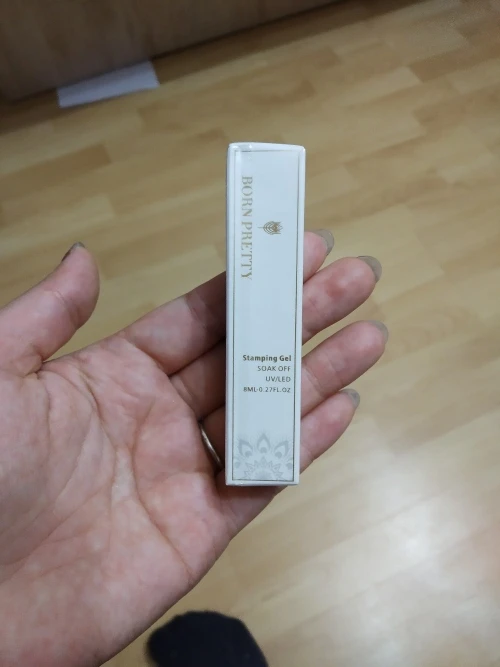 BORN PRETTY
Stamping Gel
SOAK OFF
UV/LED
8ML-0.27FL.OZ